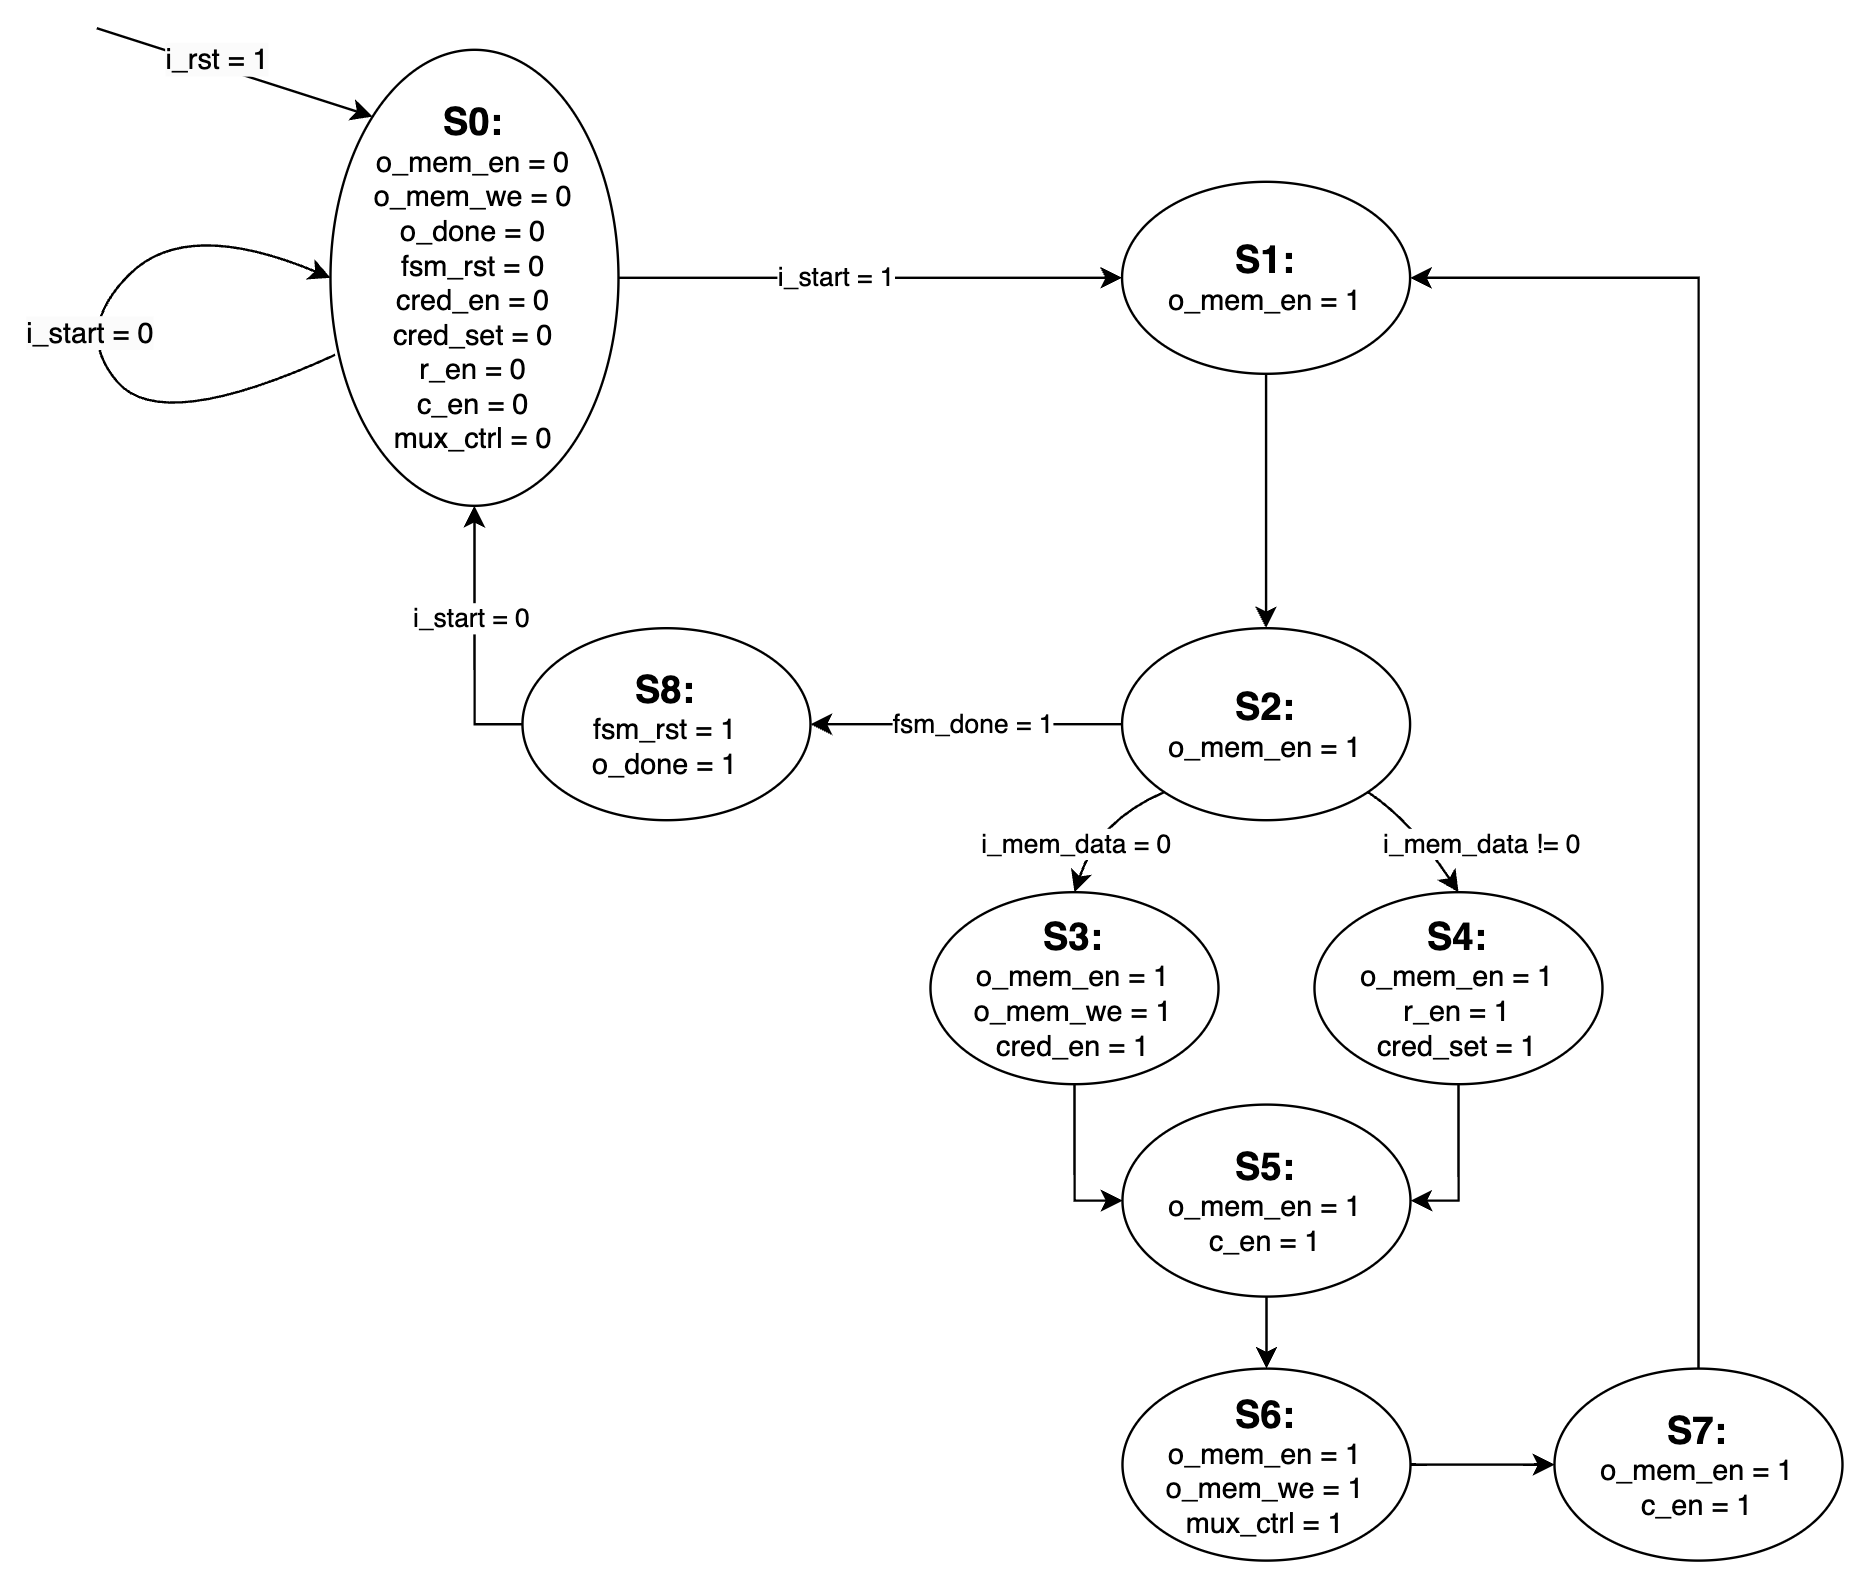 i_rst = 1
S0:
o_mem_en = 0
o_mem_we = 0
o_done = 0
fsm_rst = 0
cred_en = 0
cred_set = 0
r_en = 0
c_en = 0
mux_ctrl = 0
i_start = 0
i_start = 1
S1:
o_mem_en = 1
i_start = 0
S8:
fsm_rst = 1
o_done = 1
fsm_done = 1
S2:
o_mem_en = 1
i_mem_data = 0
i_mem_data != 0
S3:
o_mem_en = 1
o_mem_we = 1
cred_en = 1
S4:
o_mem_en = 1
r_en = 1
cred_set = 1
S5:
o_mem_en = 1
c_en = 1
S6:
o_mem_en = 1
o_mem_we = 1
mux_ctrl = 1
S7:
o_mem_en = 1
c_en = 1